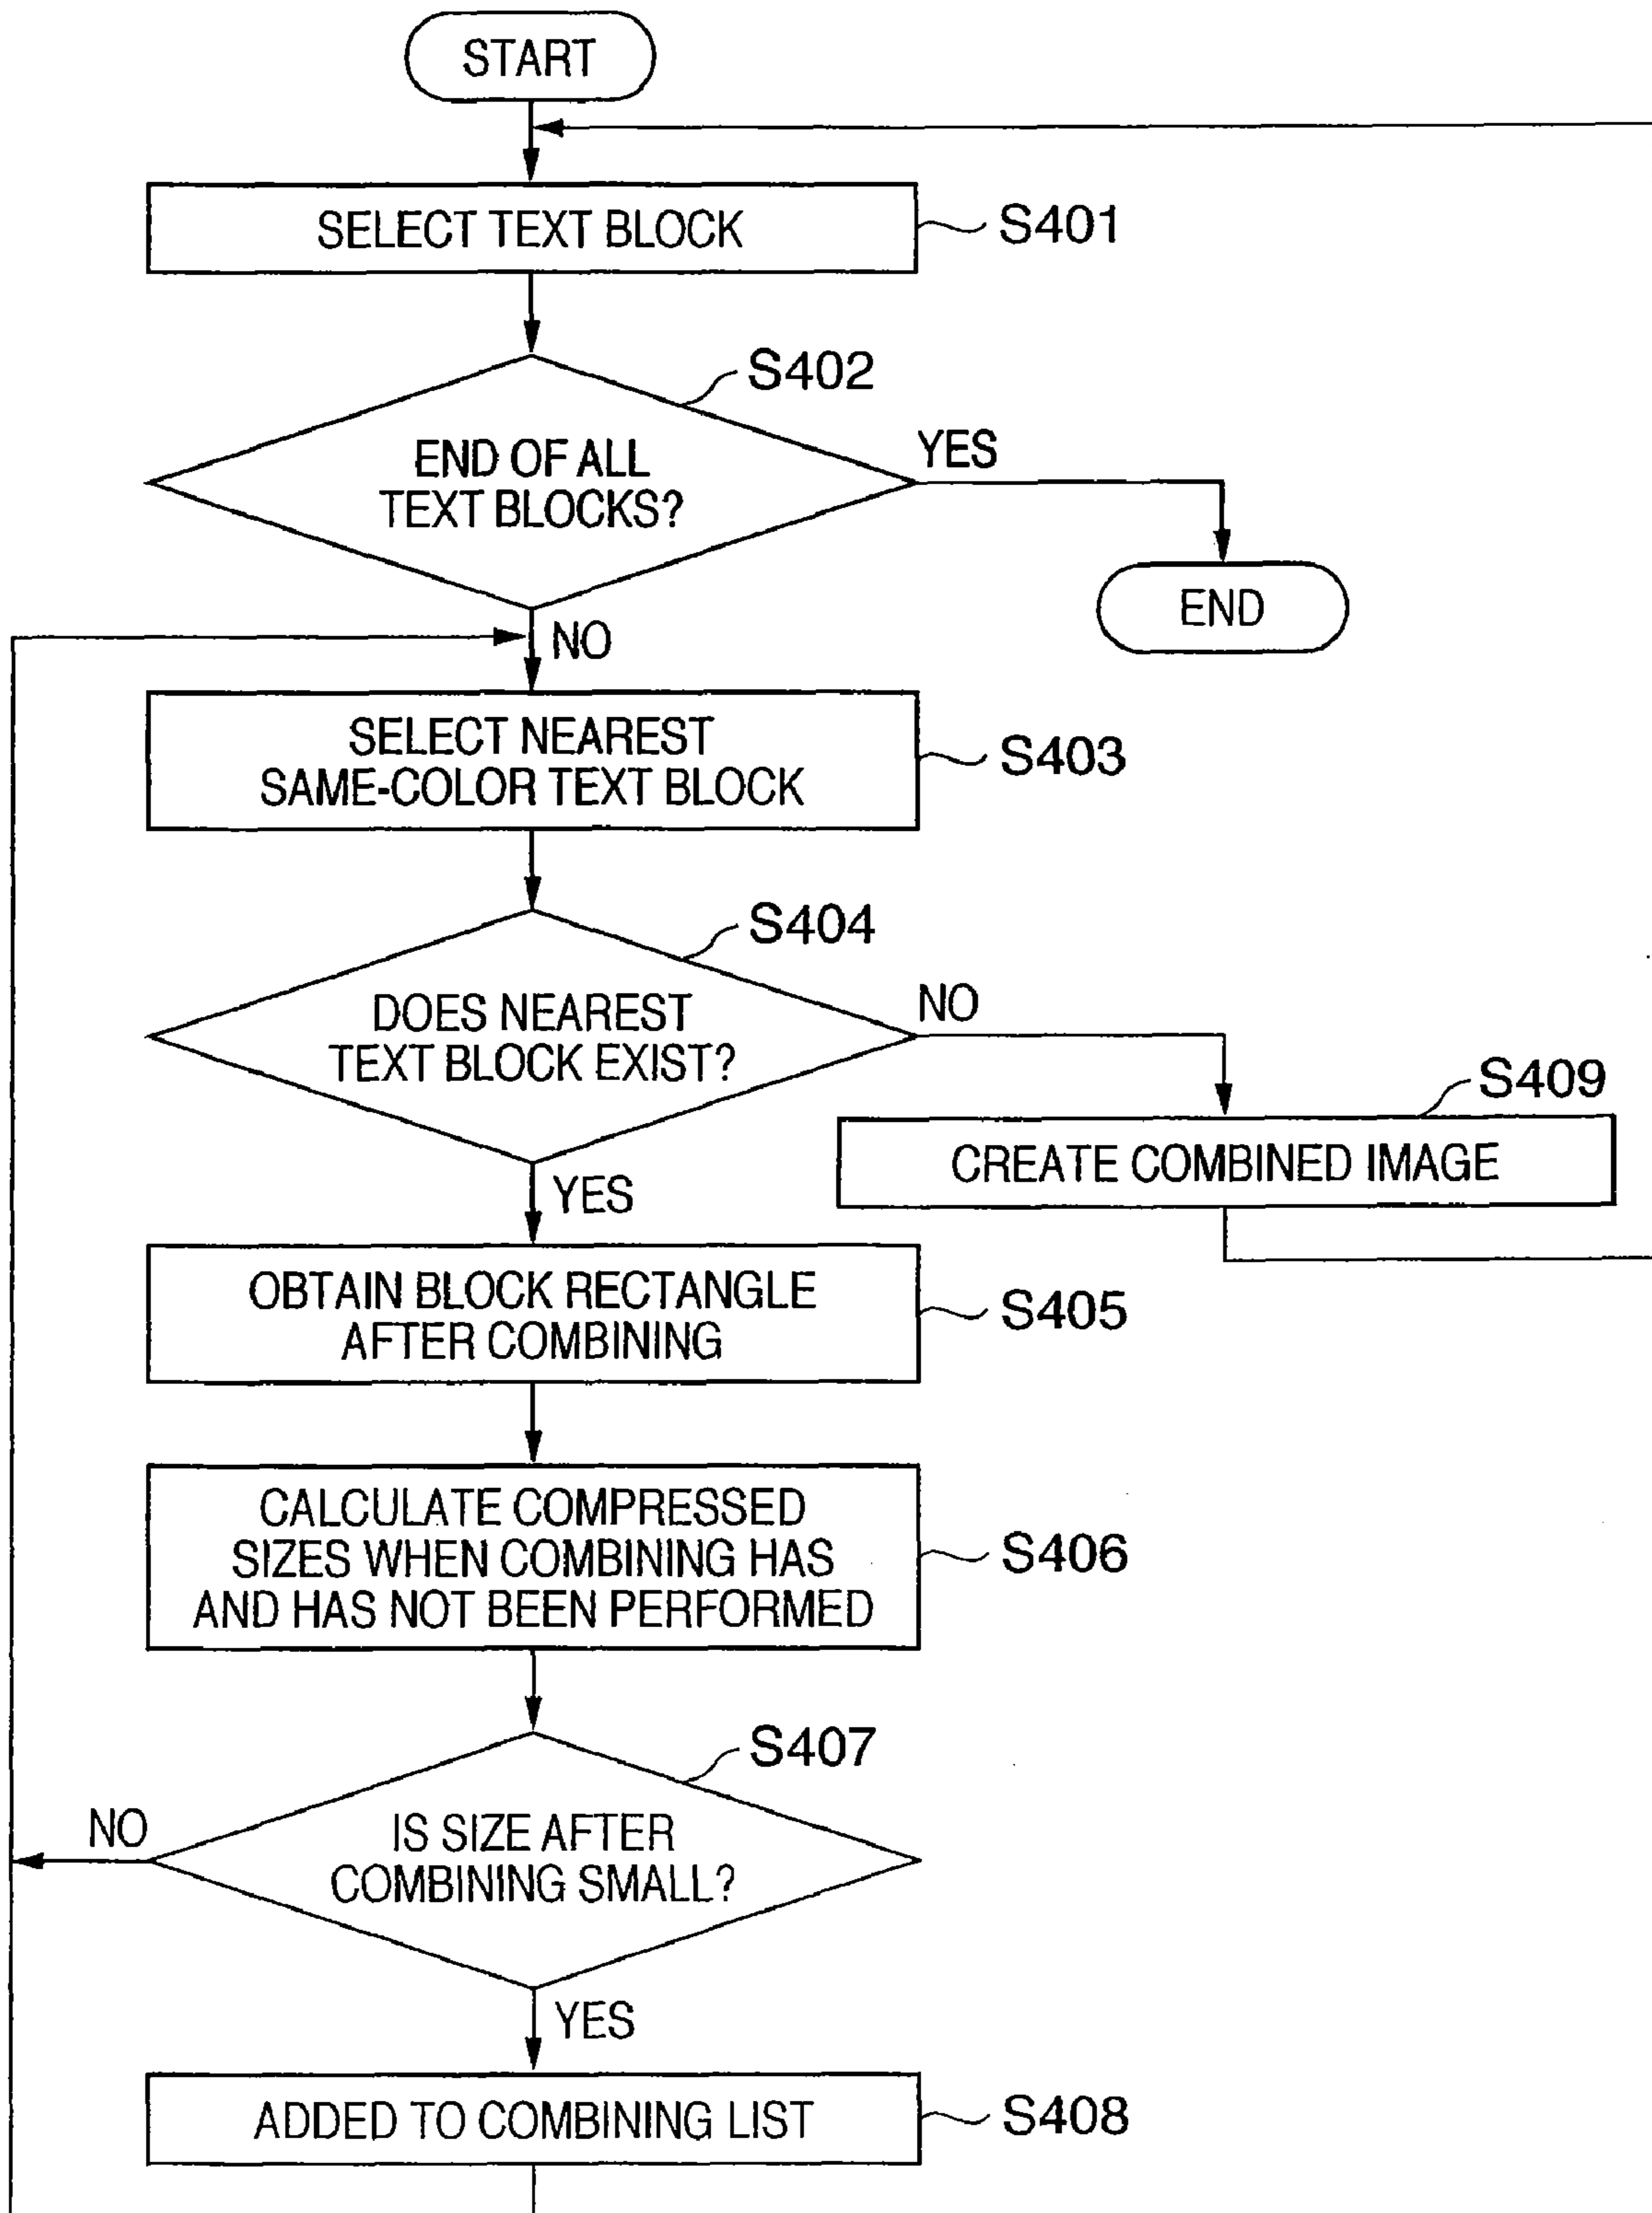 START
SELECT TEXT BLOCK
S401
S402
END OF ALL
TEXT BLOCKS?
YES
END
NO
SELECT NEAREST
SAME-COLOR TEXT BLOCK
S403
S404
DOES NEAREST
TEXT BLOCK EXIST?
NO
S409
CREATE COMBINED IMAGE
YES
OBTAIN BLOCK RECTANGLE
AFTER COMBINING
S405
CALCULATE COMPRESSED
SIZES WHEN COMBINING HAS
AND HAS NOT BEEN PERFORMED
S406
S407
NO
IS SIZE AFTER
COMBINING SMALL?
YES
ADDED TO COMBINING LIST
S408